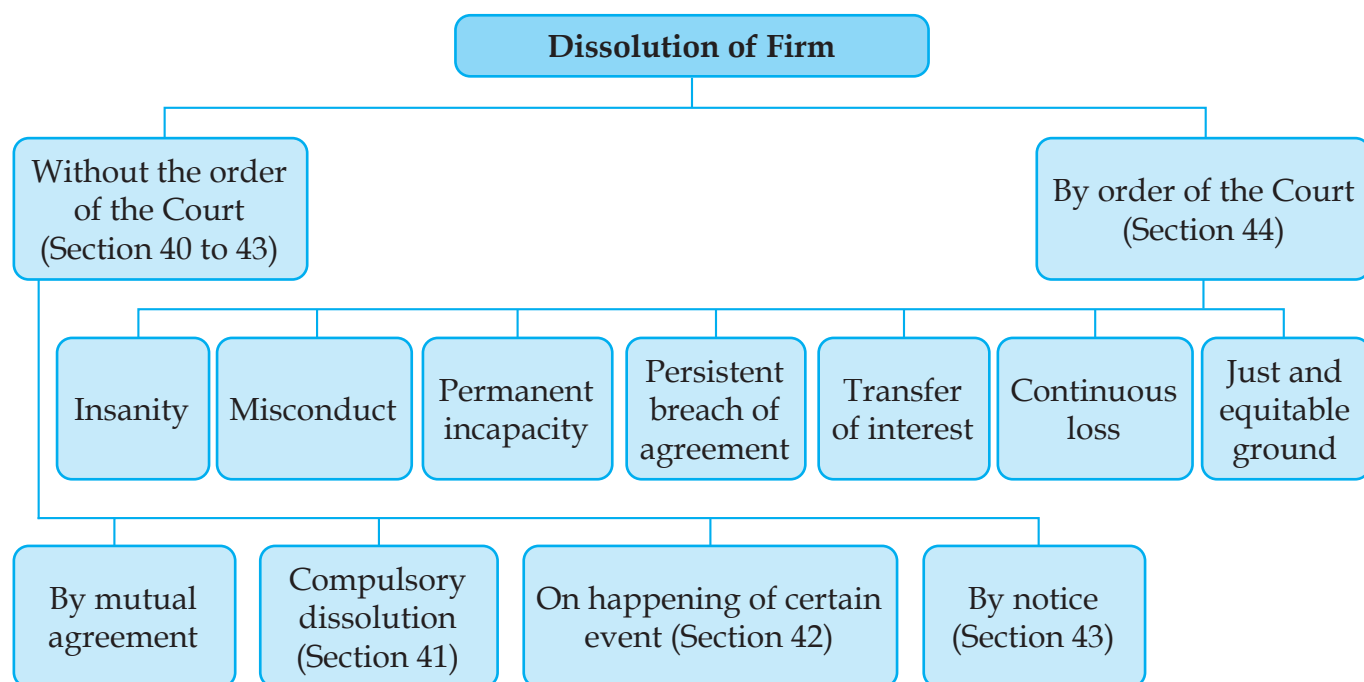 Dissolution of Firm
Without the order
of the Court
(Section 40 to 43)
By order of the Court
(Section 44)
Insanity
Misconduct
Permanent
incapacity
Persistent
breach of
agreement
Transfer
of interest
Continuous
loss
Just and
equitable
ground
By mutual
agreement
Compulsory
dissolution
(Section 41)
On happening of certain
event (Section 42)
By notice
(Section 43)